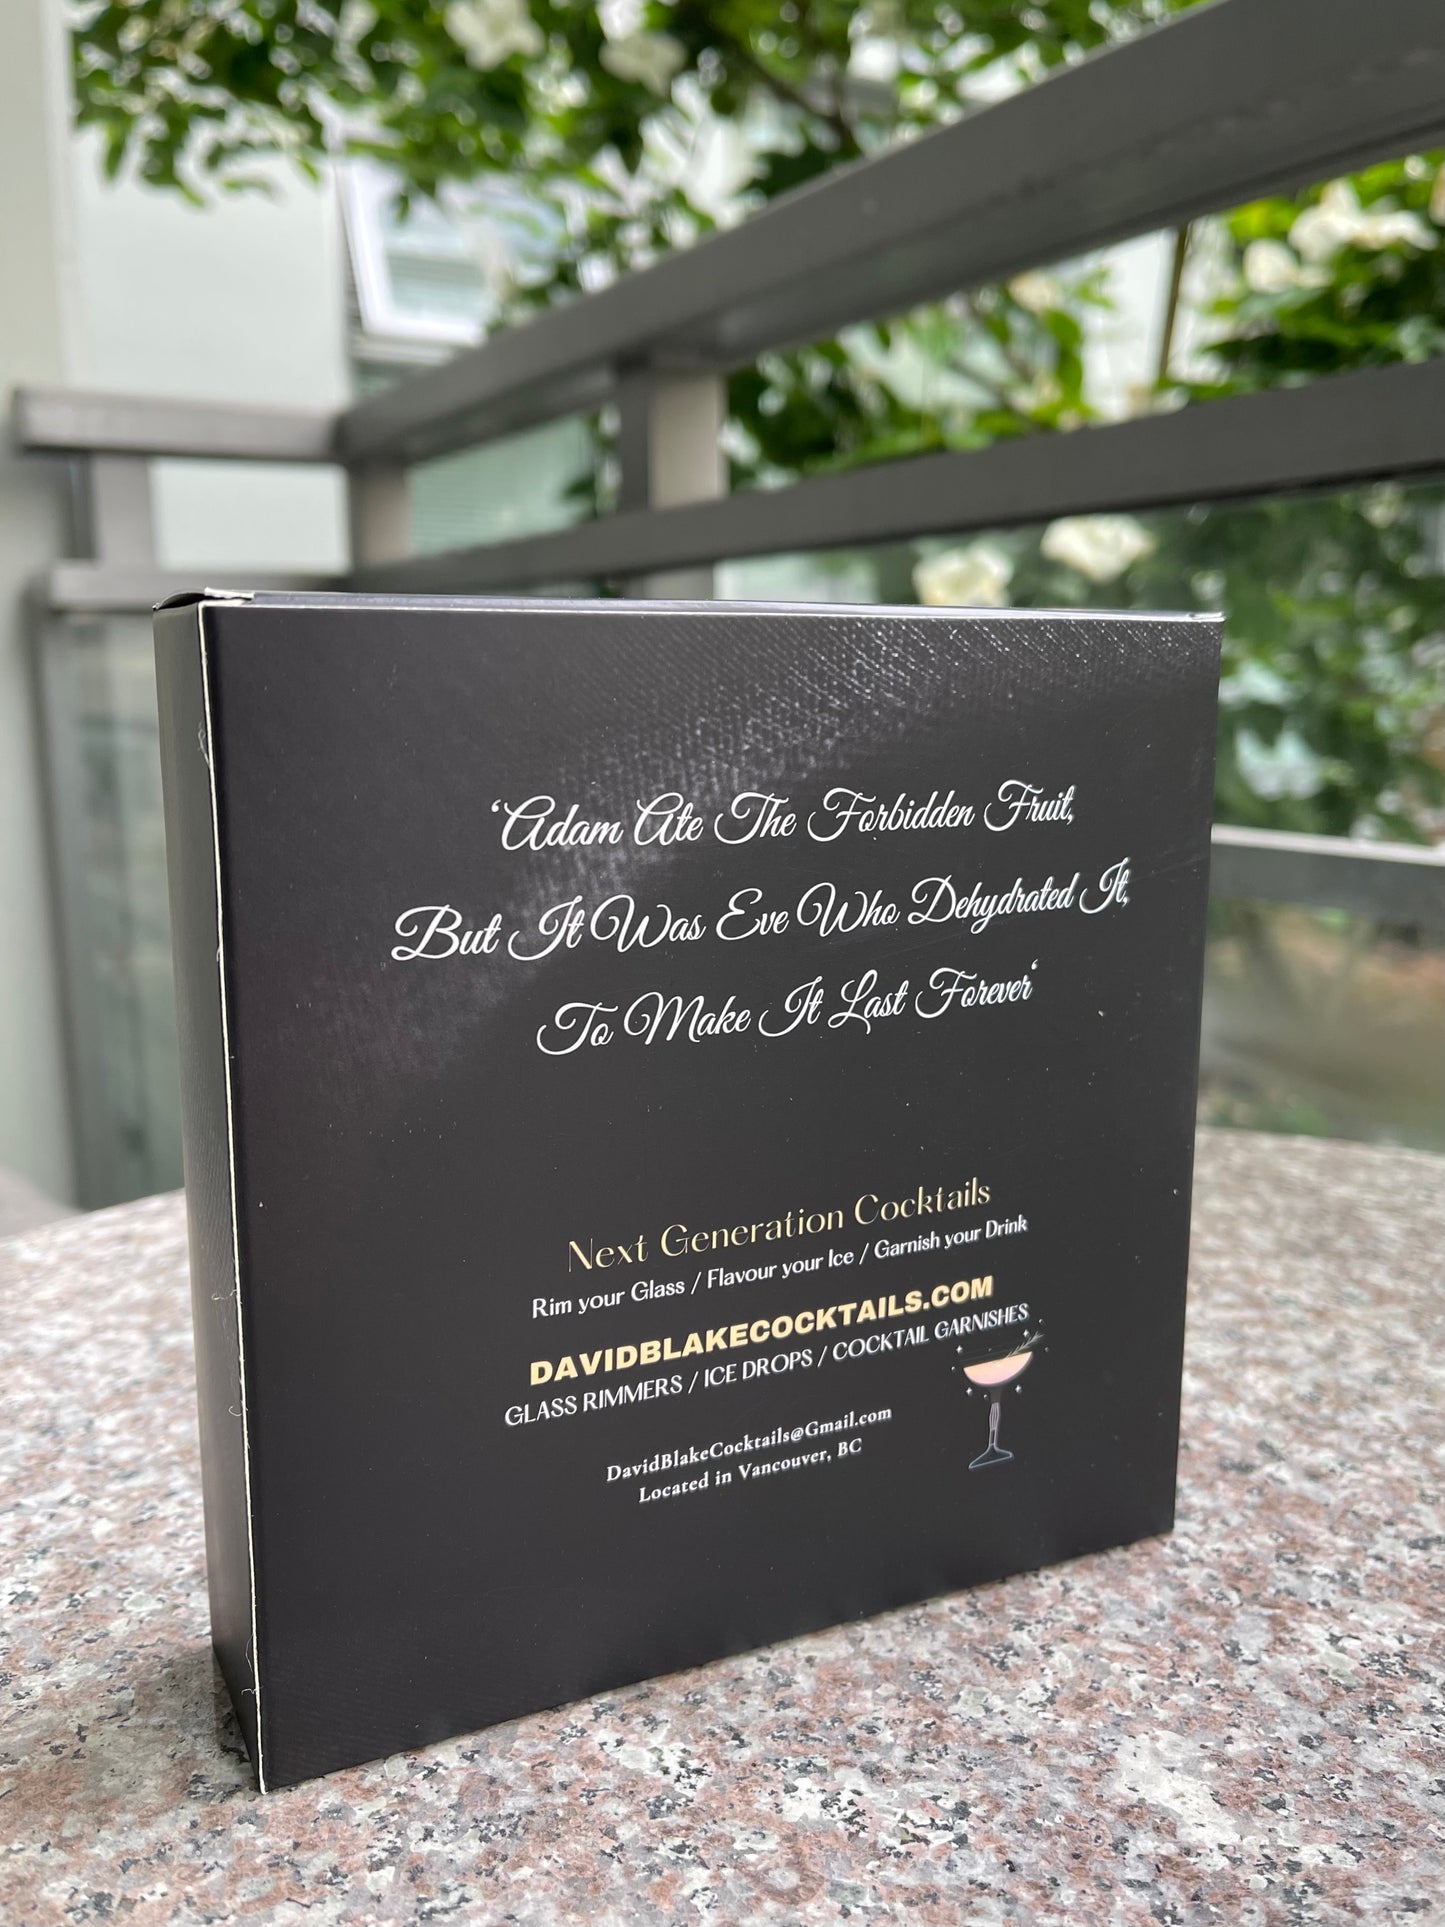 ‘Adam Ate The Forbidden Fruit,
But It Was Eve Who Dehydrated It,
To Make It Last Forever‘
Next Generation Cocktails
Rim your Glass / Flavour your Ice / Garnish your Drink
DAVIDBLAKECOCKTAILS.COM
GLASS RIMMERS / ICE DROPS / COCKTAIL GARNISHES
DavidBlakeCocktails@Gmail.com
Located in Vancouver, BC